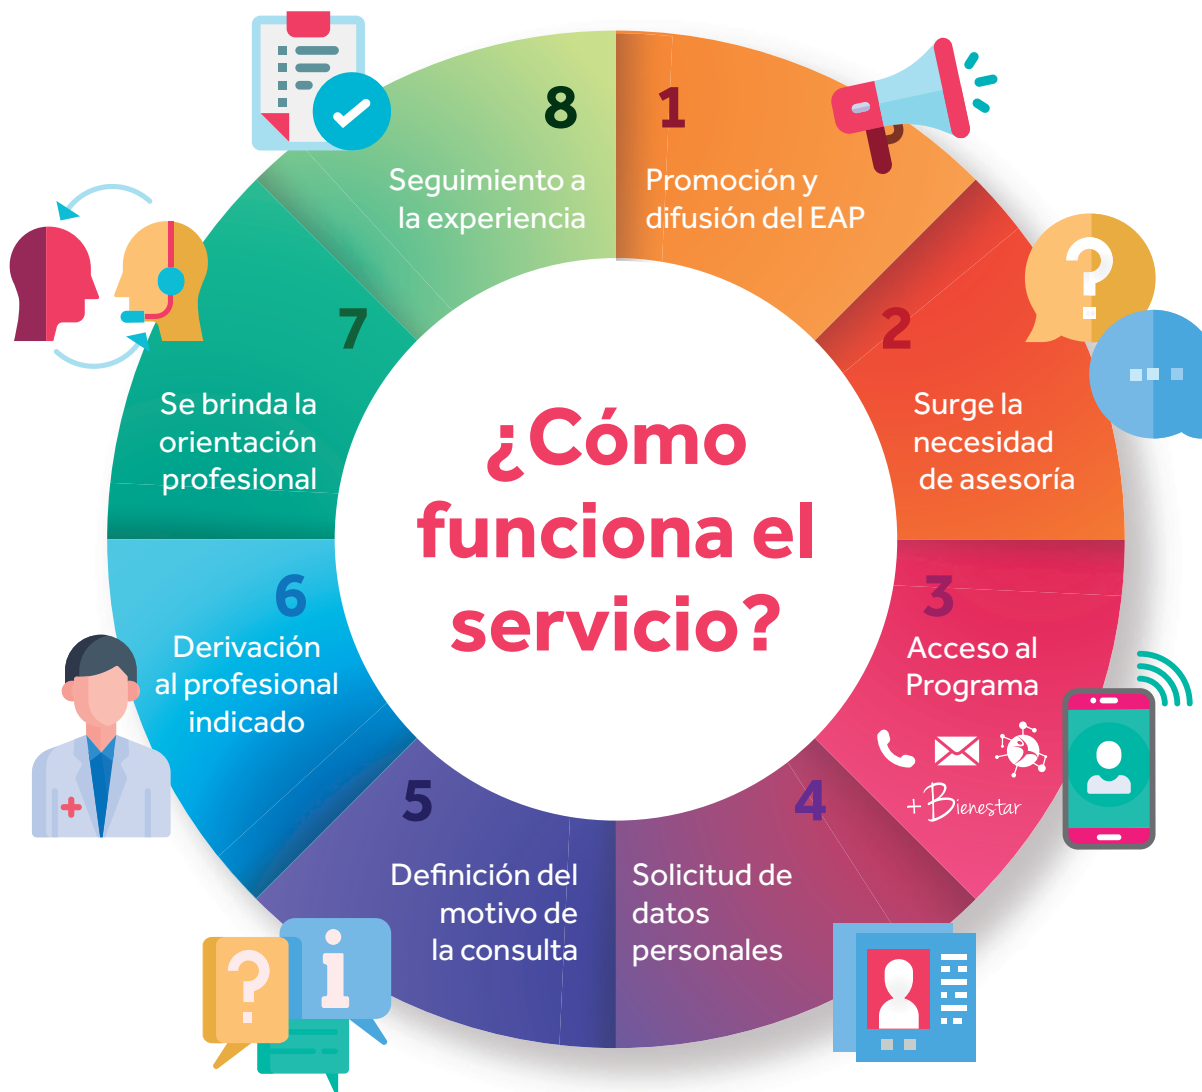 ¿Cómo
funciona el
servicio?
1
Promoción y
difusión del EAP
2
Surge la
necesidad
de asesoría
3
Acceso al
Programa
+Bienestar
4
Solicitud de
datos
personales
5
Definición del
motivo de
la consulta
6
Derivación
al profesional
indicado
7
Se brinda la
orientación
profesional
8
Seguimiento a
la experiencia